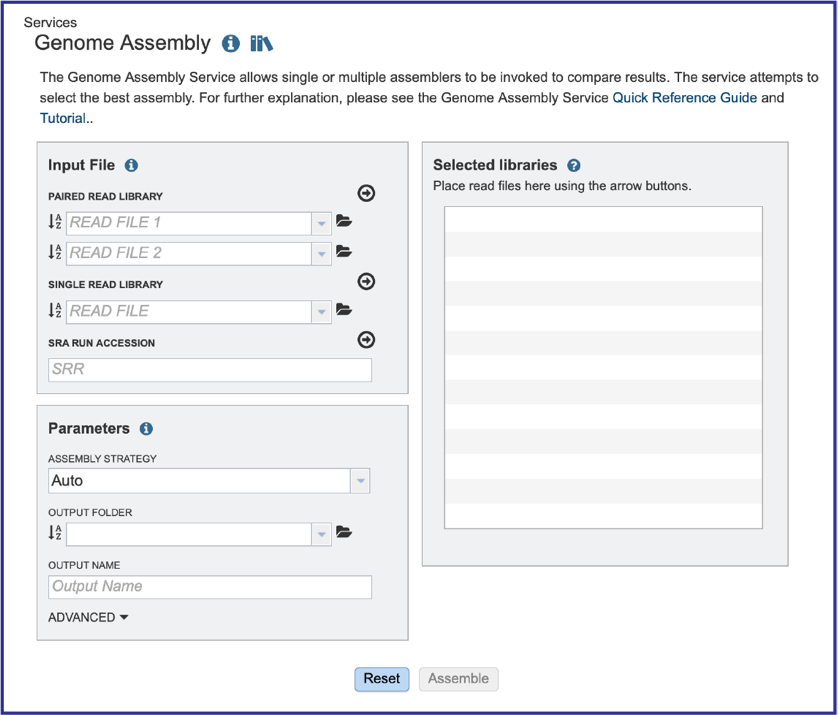 Services
Genome Assembly
The Genome Assembly Service allows single or multiple assemblers to be invoked to compare results. The service attempts to
select the best assembly. For further explanation, please see the Genome Assembly Service Quick Reference Guide and
Tutorial..
Input File
PAIRED READ LIBRARY
READ FILE 1
READ FILE 2
SINGLE READ LIBRARY
READ FILE
SRA RUN ACCESSION
SRR
Parameters
ASSEMBLY STRATEGY
Auto
OUTPUT FOLDER
OUTPUT NAME
Output Name
ADVANCED
Selected libraries
Place read files here using the arrow buttons.
Reset
Assemble